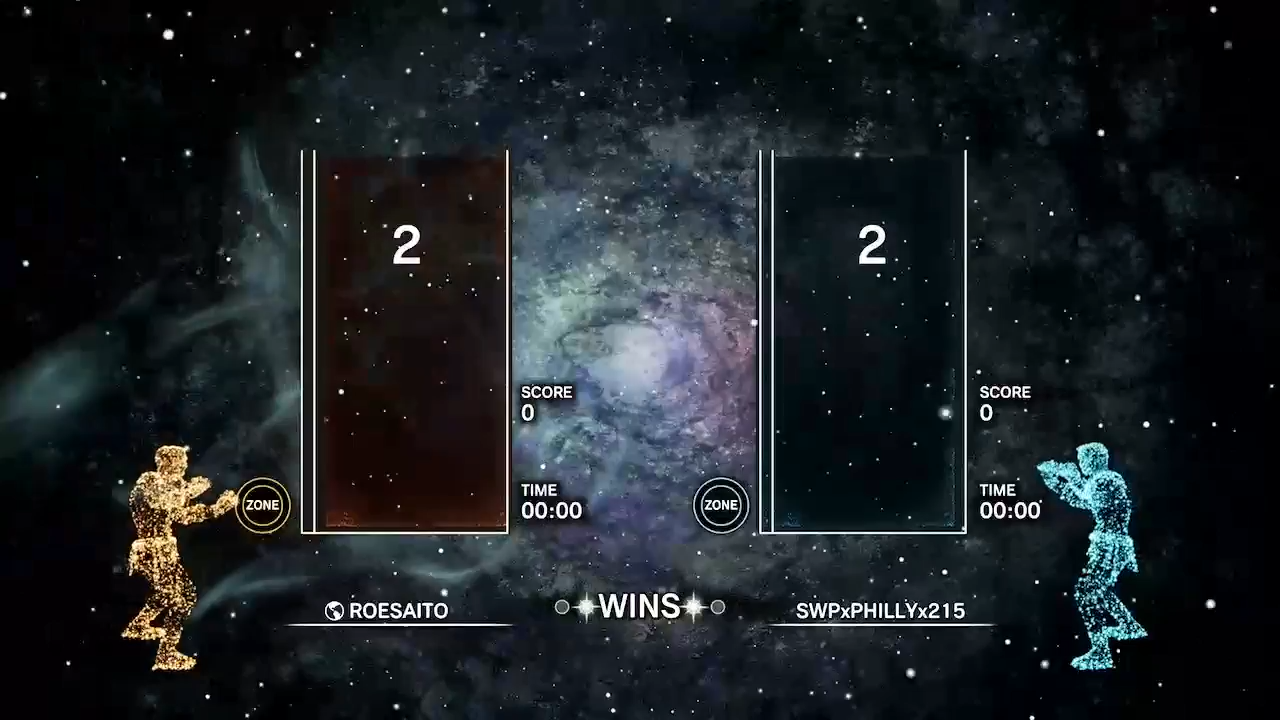 2
2
SCORE
0
SCORE
0
TIME
00:00
TIME
00:00
ZONE
ZONE
ROESAITO
WINS
SWPxPHILLYx215